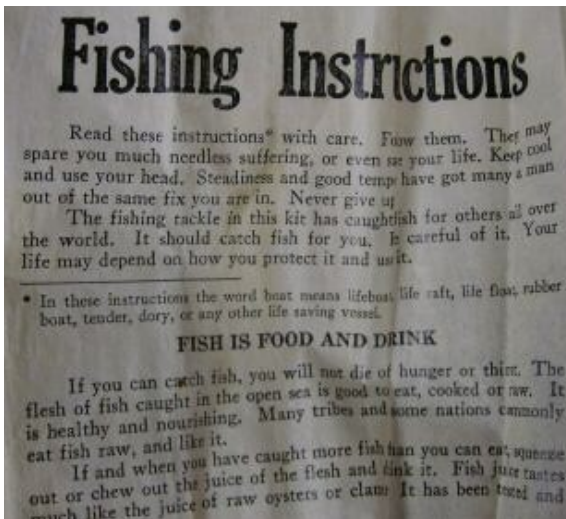 Fishing Instructions
Read these instructions* with care. Follow them. They may
spare you much needless suffering, or even save your life. Keep cool
and use your head. Steadiness and good temper have got many a man
out of the same fix you are in. Never give up.
The fishing tackle in this kit has caught fish for others all over
the world. It should catch fish for you. Be careful of it. Your
life may depend on how you protect it and use it.
* In these instructions the word boat means lifeboat, life raft, life float, rubber
boat, tender, dory, or any other life saving vessel.
FISH IS FOOD AND DRINK
If you can catch fish, you will not die of hunger or thirst. The
flesh of fish caught in the open sea is good to eat, cooked or raw. It
is healthy and nourishing. Many tribes and some nations commonly
eat fish raw, and like it.
If and when you have caught more fish than you can eat, squeeze
out or chew out the juice of the flesh and drink it. Fish juice tastes
much like the juice of raw oysters or clams. It has been tested and